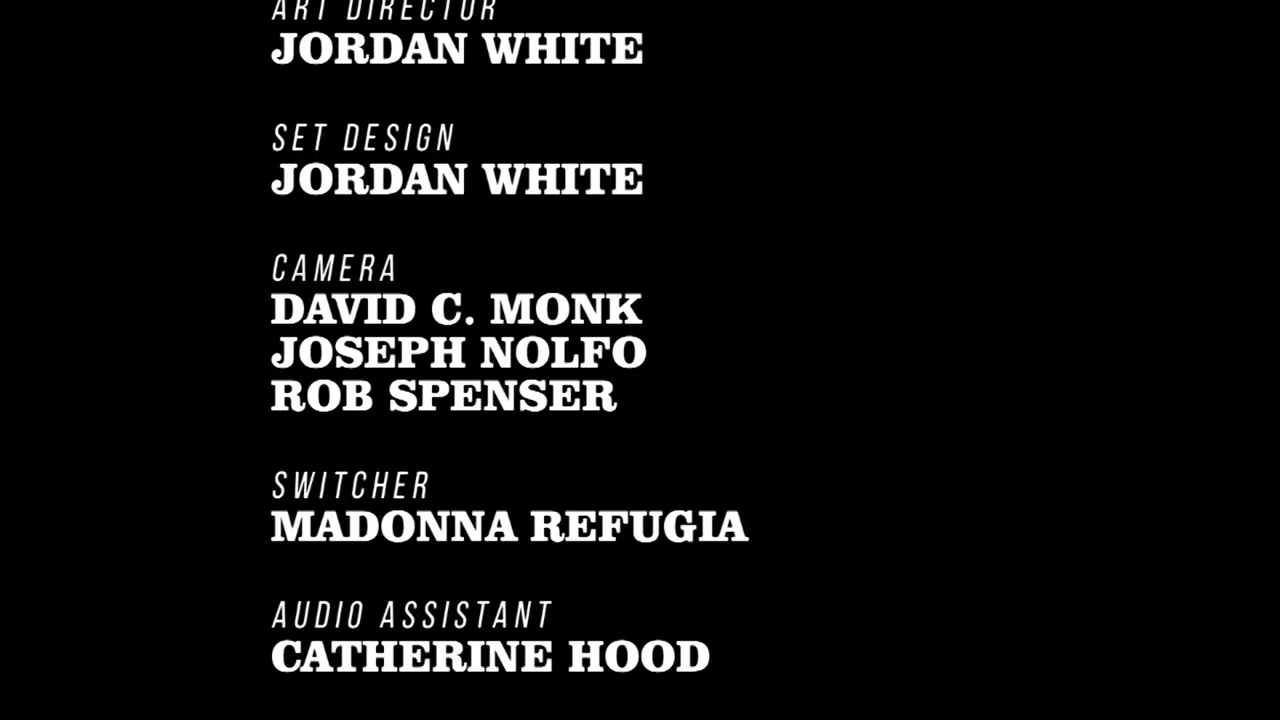 ART DIRECTOR
JORDAN WHITE
SET DESIGN
JORDAN WHITE
CAMERA
DAVID C. MONK
JOSEPH NOLFO
ROB SPENSER
SWITCHER
MADONNA REFUGIA
AUDIO ASSISTANT
CATHERINE HOOD